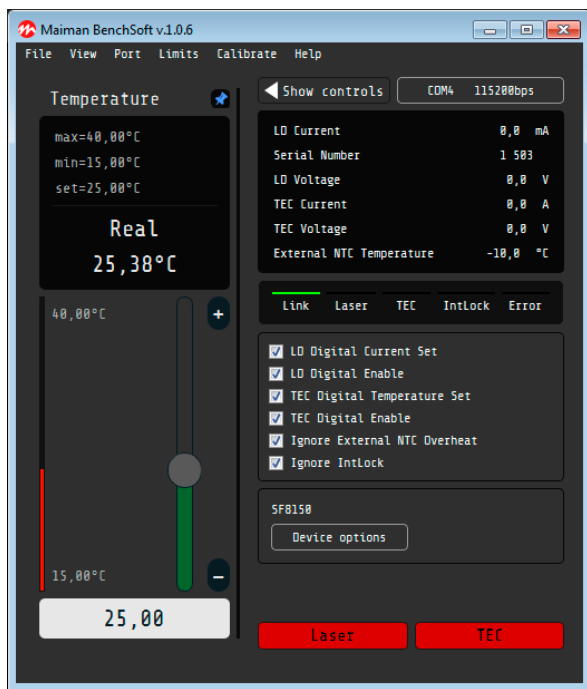 Maiman BenchSoft v.1.0.6
File View Port Limits Calibrate Help
Temperature
max=40,00°C
min=15,00°C
set=25,00°C
Real
25,38°C
40,00°C
+
15,00°C
–
25,00
Show controls
COM4 115200bps
LD Current 0,0 mA
Serial Number 1 503
LD Voltage 0,0 V
TEC Current 0,0 A
TEC Voltage 0,0 V
External NTC Temperature -10,0 °C
Link Laser TEC IntLock Error
LD Digital Current Set
LD Digital Enable
TEC Digital Temperature Set
TEC Digital Enable
Ignore External NTC Overheat
Ignore IntLock
SF8150
Device options
Laser TEC